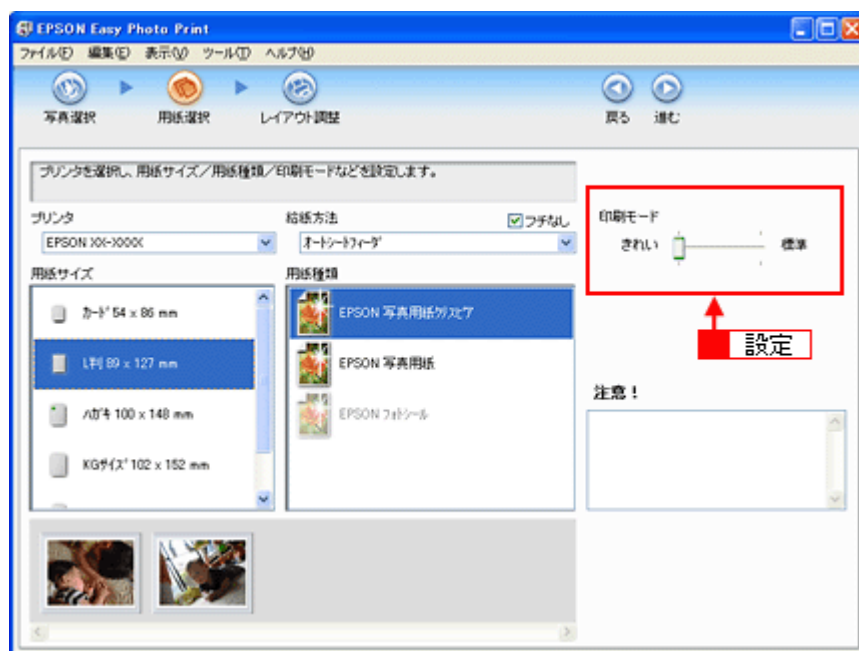 EPSON Easy Photo Print
ファイル(F) 編集(E) 表示(V) ツール(T) ヘルプ(H)
写真選択 用紙選択 レイアウト調整 戻る 進む
プリンタを選択し、用紙サイズ/用紙種類/印刷モードなどを設定します。
プリンタ
EPSON XX-XXXX
給紙方法
フチなし
オートシートフィーダ
印刷モード
きれい 標準
設定
用紙サイズ
カード 54 x 86 mm
L判 89 x 127 mm
ハガキ 100 x 148 mm
KGサイズ 102 x 152 mm
用紙種類
EPSON 写真用紙クリスピア
EPSON 写真用紙
EPSON フォトシール
注意!